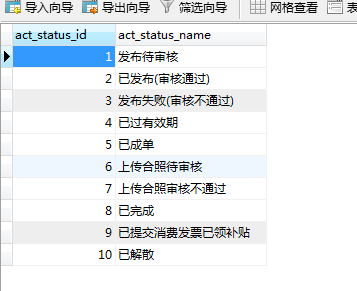 导入向导 导出向导 筛选向导 网格查看
act_status_id act_status_name
1 发布待审核
2 已发布(审核通过)
3 发布失败(审核不通过)
4 已过有效期
5 已成单
6 上传合照待审核
7 上传合照审核不通过
8 已完成
9 已提交消费发票已领补贴
10 已解散